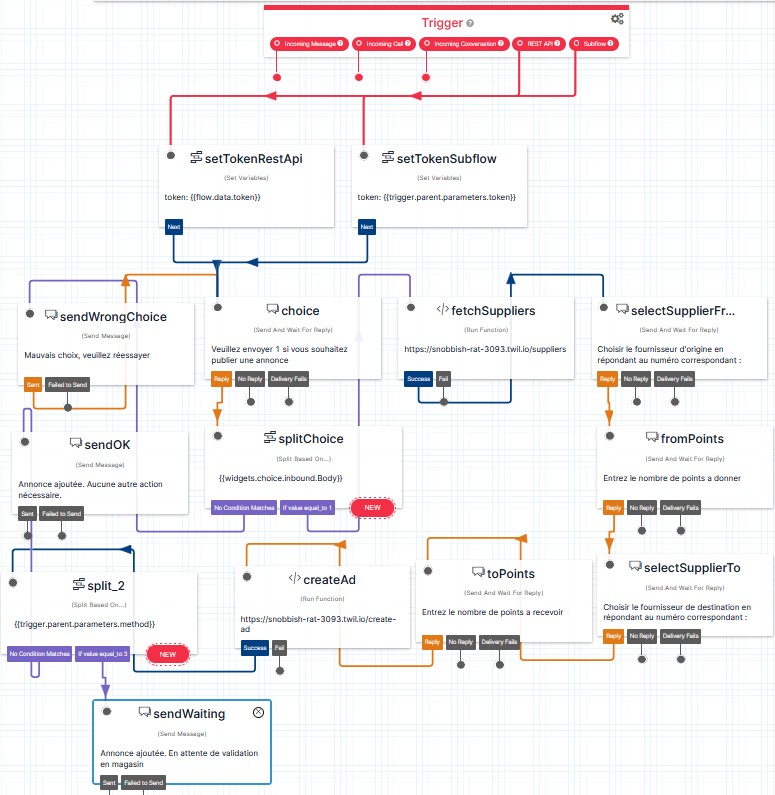 Trigger
Incoming Message
Incoming Call
Incoming Conversation
REST API
Subflow
setTokenRestApi
(Set Variables)
token: {{flow.data.token}}
Next
setTokenSubflow
(Set Variables)
token: {{trigger.parent.parameters.token}}
Next
sendWrongChoice
(Send Message)
Mauvais choix, veuillez réessayer
Sent
Failed to Send
choice
(Send And Wait For Reply)
Veuillez envoyer 1 si vous souhaitez
publier une annonce
Reply
No Reply
Delivery Fails
fetchSuppliers
(Run Function)
https://snobbish-rat-3093.twil.io/suppliers
Success
Fail
selectSupplierFr...
(Send And Wait For Reply)
Choisir le fournisseur d'origine en
répondant au numéro correspondant :
Reply
No Reply
Delivery Fails
sendOK
(Send Message)
Annonce ajoutée. Aucune autre action
nécessaire.
Sent
Failed to Send
splitChoice
(Split Based On...)
{{widgets.choice.inbound.Body}}
No Condition Matches
If value equal_to 1
NEW
fromPoints
(Send And Wait For Reply)
Entrez le nombre de points a donner
Reply
No Reply
Delivery Fails
split_2
(Split Based On...)
{{trigger.parent.parameters.method}}
No Condition Matches
If value equal_to 3
NEW
createAd
(Run Function)
https://snobbish-rat-3093.twil.io/create-
ad
Success
Fail
toPoints
(Send And Wait For Reply)
Entrez le nombre de points a recevoir
Reply
No Reply
Delivery Fails
selectSupplierTo
(Send And Wait For Reply)
Choisir le fournisseur de destination en
répondant au numéro correspondant :
Reply
No Reply
Delivery Fails
sendWaiting
(Send Message)
Annonce ajoutée. En attente de validation
en magasin
Sent
Failed to Send